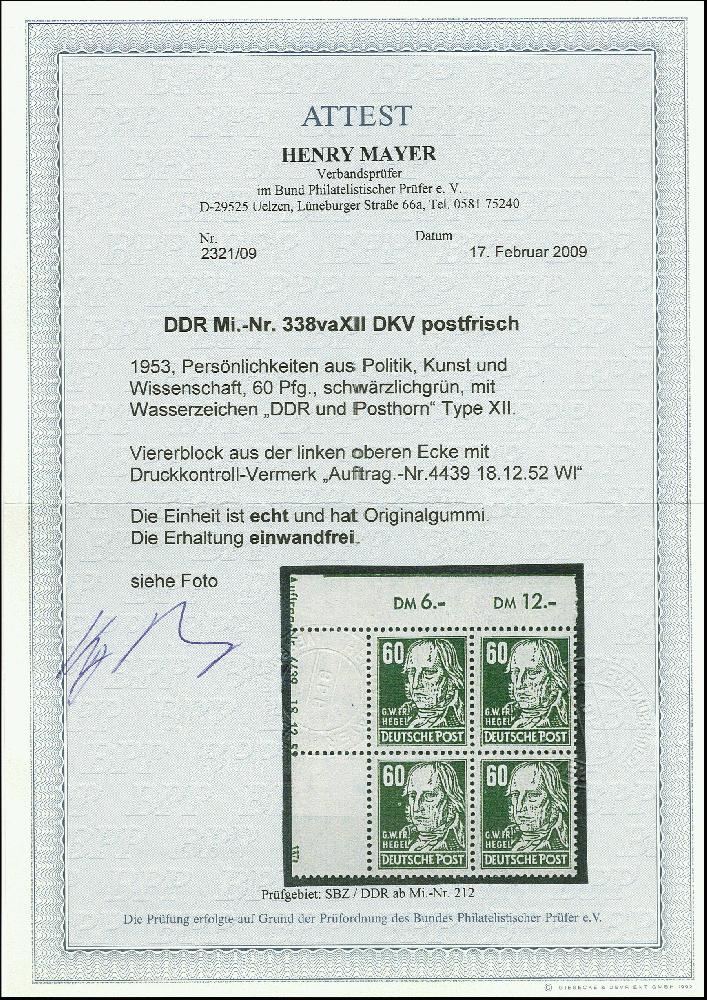 ATTEST
HENRY MAYER
Verbandsprüfer
im Bund Philatelistischer Prüfer e. V.
D-29525 Uelzen, Lüneburger Straße 66a, Tel. 0581 75240
Nr. Datum
2321/09 17. Februar 2009
DDR Mi.-Nr. 338vaXII DKV postfrisch
1953, Persönlichkeiten aus Politik, Kunst und
Wissenschaft, 60 Pfg., schwärzlichgrün, mit
Wasserzeichen „DDR und Posthorn“ Type XII.
Viererblock aus der linken oberen Ecke mit
Druckkontroll-Vermerk „Auftrag.-Nr.4439 18.12.52 WI“
Die Einheit ist echt und hat Originalgummi.
Die Erhaltung einwandfrei.
siehe Foto
DM 6.- DM 12.-
60 60
G.W.FR. G.W.FR.
HEGEL HEGEL
DEUTSCHE POST DEUTSCHE POST
60 60
G.W.FR. G.W.FR.
HEGEL HEGEL
DEUTSCHE POST DEUTSCHE POST
Prüfgebiet: SBZ / DDR ab Mi.-Nr. 212
Die Prüfung erfolgte auf Grund der Prüfordnung des Bundes Philatelistischer Prüfer e.V.
© GIESECKE & DEVRIENT GMBH 1992